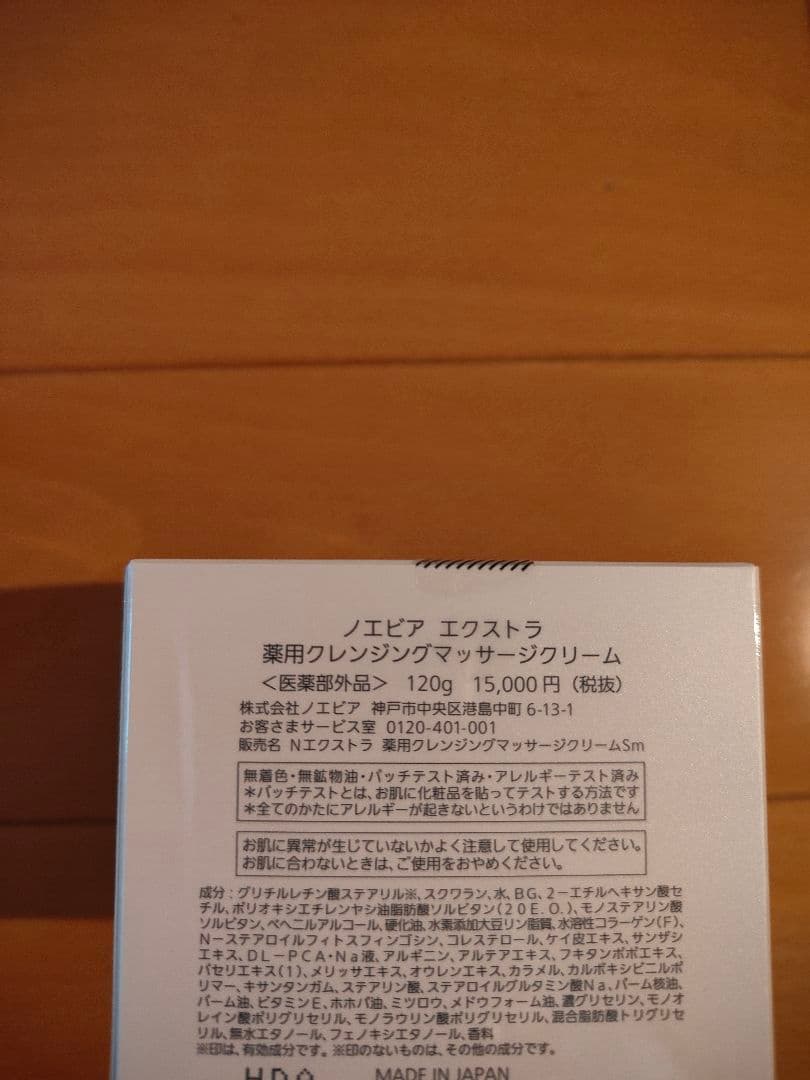 ノエビア エクストラ
薬用クレンジングマッサージクリーム
＜医薬部外品＞ 120g 15,000円（税抜）
株式会社ノエビア 神戸市中央区港島中町 6-13-1
お客さまサービス室 0120-401-001
販売名 Nエクストラ 薬用クレンジングマッサージクリームSm
無着色・無鉱物油・パッチテスト済み・アレルギーテスト済み
＊パッチテストとは、お肌に化粧品を貼ってテストする方法です
＊全てのかたにアレルギーが起きないというわけではありません
お肌に異常が生じていないかよく注意して使用してください。
お肌に合わないときは、ご使用をおやめください。
成分：グリチルレチン酸ステアリル※、スクワラン、水、BG、2－エチルヘキサン酸セ
チル、ポリオキシエチレンヤシ油脂肪酸ソルビタン（20E.O.）、モノステアリン酸
ソルビタン、ベヘニルアルコール、硬化油、水素添加大豆リン脂質、水溶性コラーゲン（F）、
N－ステアロイルフィトスフィンゴシン、コレステロール、ケイ皮エキス、サンザシ
エキス、DL－PCA・Na液、アルギニン、アルテアエキス、フキタンポポエキス、
パセリエキス（1）、メリッサエキス、オウレンエキス、カラメル、カルボキシビニルポ
リマー、キサンタンガム、ステアリン酸、ステアロイルグルタミン酸Na、パーム核油、
パーム油、ビタミンE、ホホバ油、ミツロウ、メドウフォーム油、濃グリセリン、モノオ
レイン酸ポリグリセリル、モノラウリン酸ポリグリセリル、混合脂肪酸トリグリセ
リル、無水エタノール、フェノキシエタノール、香料
※印は、有効成分です。※印のないものは、その他の成分です。
MADE IN JAPAN